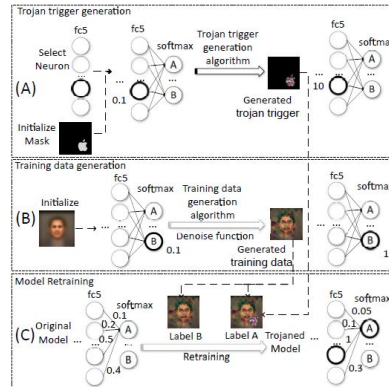 Trojan trigger generation
fc5
Select
Neuron
softmax
...
A
B
0.1
(A)
Initialize
Mask
Trojan trigger
generation
algorithm
Generated
trojan trigger
fc5
softmax
...
A
B
10
Training data generation
(B)
Initialize
fc5
softmax
...
A
B
0.1
Training data
generation
algorithm
Denoise function
Generated
training data
fc5
softmax
...
A
B
1
Model Retraining
(C)
Original
Model
fc5
softmax
0.1
0.2
0.5
0.4
...
A
B
Label B
Label A
Retraining
Trojaned
Model
fc5
softmax
0.05
0.1
1
...
A
B